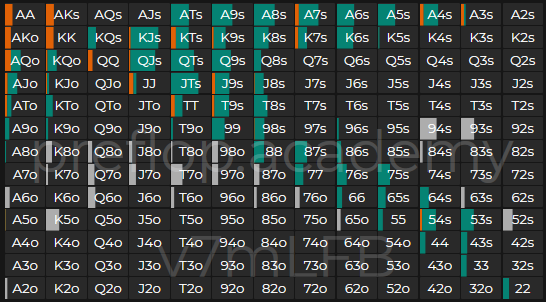 AA AKs AQs AJs ATs A9s A8s A7s A6s A5s A4s A3s A2s
AKo KK KQs KJs KTs K9s K8s K7s K6s K5s K4s K3s K2s
AQo KQo QQ QJs QTs Q9s Q8s Q7s Q6s Q5s Q4s Q3s Q2s
AJo KJo QJo JJ JTs J9s J8s J7s J6s J5s J4s J3s J2s
ATo KTo QTo JTo TT T9s T8s T7s T6s T5s T4s T3s T2s
A9o K9o Q9o J9o T9o 99 98s 97s 96s 95s 94s 93s 92s
A8o K8o Q8o J8o T8o 98o 88 87s 86s 85s 84s 83s 82s
A7o K7o Q7o J7o T7o 97o 87o 77 76s 75s 74s 73s 72s
A6o K6o Q6o J6o T6o 96o 86o 76o 66 65s 64s 63s 62s
A5o K5o Q5o J5o T5o 95o 85o 75o 65o 55 54s 53s 52s
A4o K4o Q4o J4o T4o 94o 84o 74o 64o 54o 44 43s 42s
A3o K3o Q3o J3o T3o 93o 83o 73o 63o 53o 43o 33 32s
A2o K2o Q2o J2o T2o 92o 82o 72o 62o 52o 42o 32o 22
preflop.academy
v7mLFB